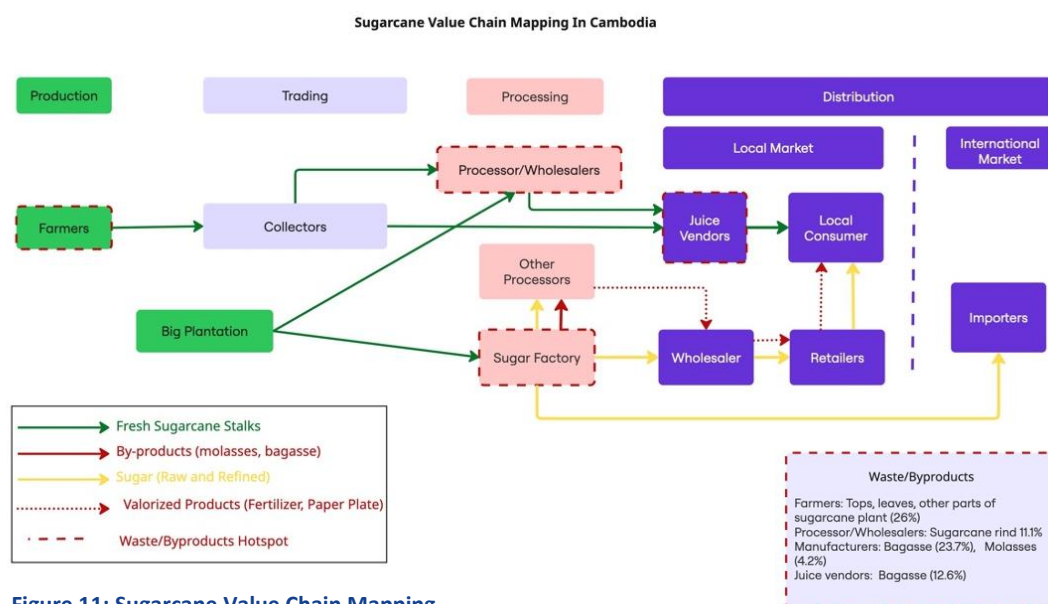 Sugarcane Value Chain Mapping In Cambodia
Production
Trading
Processing
Distribution
Local Market
International
Market
Processor/Wholesalers
Farmers
Collectors
Juice
Vendors
Local
Consumer
Other
Processors
Big Plantation
Sugar Factory
Wholesaler
Retailers
Importers
Fresh Sugarcane Stalks
By-products (molasses, bagasse)
Sugar (Raw and Refined)
Valorized Products (Fertilizer, Paper Plate)
Waste/Byproducts Hotspot
Waste/Byproducts
Farmers: Tops, leaves, other parts of
sugarcane plant (26%)
Processor/Wholesalers: Sugarcane rind 11.1%
Manufacturers: Bagasse (23.7%), Molasses
(4.2%)
Juice vendors: Bagasse (12.6%)
Figure 11: Sugarcane Value Chain Mapping